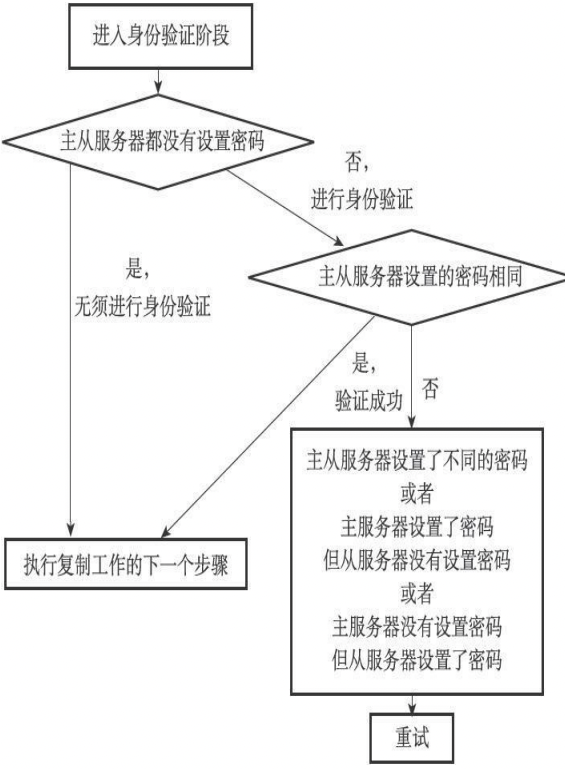 进入身份验证阶段
主从服务器都没有设置密码
否，
进行身份验证
主从服务器设置的密码相同
是，
无须进行身份验证
是，
验证成功
否
主从服务器设置了不同的密码
或者
主服务器设置了密码
但从服务器没有设置密码
或者
主服务器没有设置密码
但从服务器设置了密码
执行复制工作的下一个步骤
重试